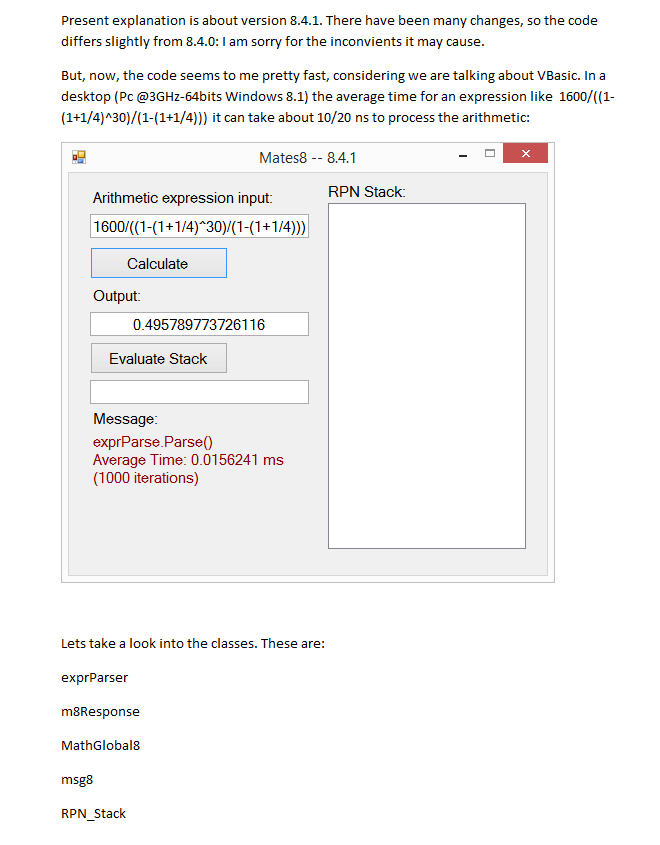 Present explanation is about version 8.4.1. There have been many changes, so the code
differs slightly from 8.4.0: I am sorry for the inconvients it may cause.
But, now, the code seems to me pretty fast, considering we are talking about VBasic. In a
desktop (Pc @3GHz-64bits Windows 8.1) the average time for an expression like  1600/((1-
(1+1/4)^30)/(1-(1+1/4))) it can take about 10/20 ns to process the arithmetic:
Mates8 -- 8.4.1
Arithmetic expression input:
1600/((1-(1+1/4)^30)/(1-(1+1/4)))
Calculate
Output:
0.495789773726116
Evaluate Stack
Message:
exprParse.Parse()
Average Time: 0.0156241 ms
(1000 iterations)
RPN Stack:
Lets take a look into the classes. These are:
exprParser
m8Response
MathGlobal8
msg8
RPN_Stack